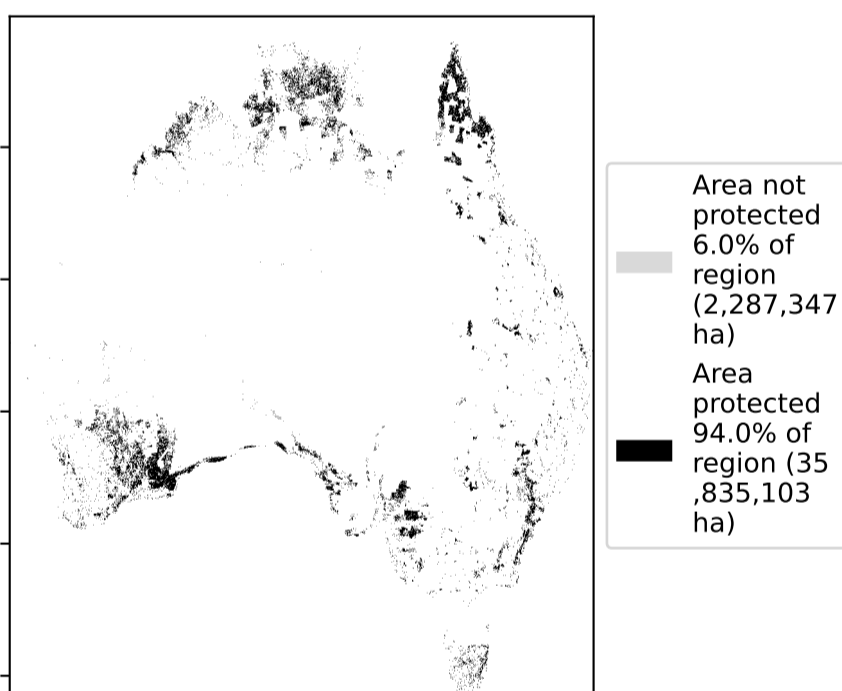 Area not
protected
6.0% of
region
(2,287,347
ha)
Area
protected
94.0% of
region (35
,835,103
ha)